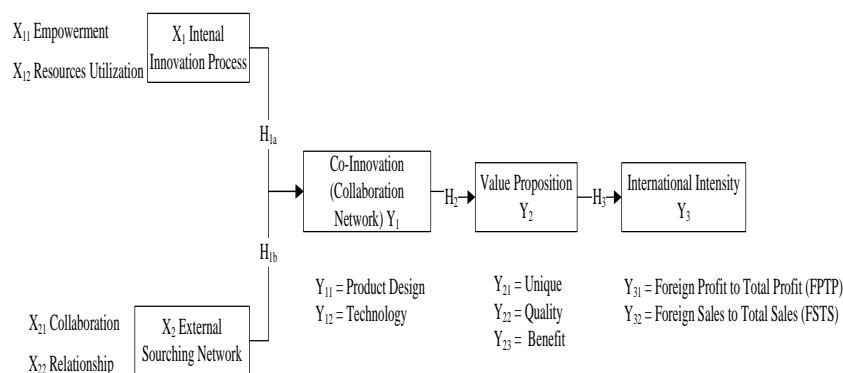 X11 Empowerment
X12 Resources Utilization
X1 Intenal
Innovation Process
H1a
Co-Innovation
(Collaboration
Network) Y1
H2
Value Proposition
Y2
H3
International Intensity
Y3
H1b
Y11 = Product Design
Y12 = Technology
Y21 = Unique
Y22 = Quality
Y23 = Benefit
Y31 = Foreign Profit to Total Profit (FPTP)
Y32 = Foreign Sales to Total Sales (FSTS)
X21 Collaboration
X22 Relationship
X2 External
Sourching Network